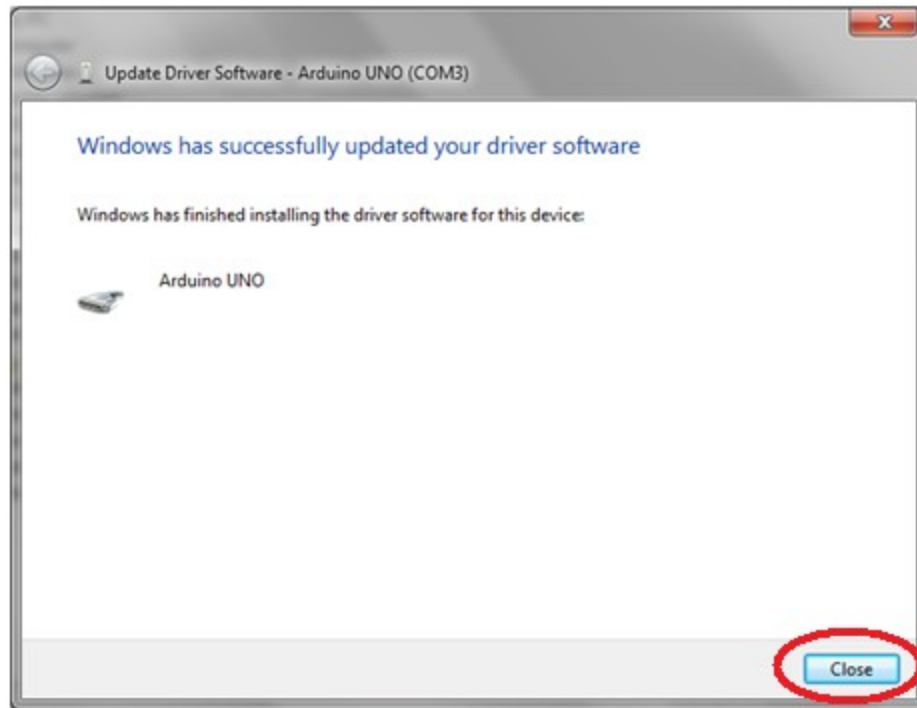 Update Driver Software - Arduino UNO (COM3)
Windows has successfully updated your driver software
Windows has finished installing the driver software for this device:
Arduino UNO
Close